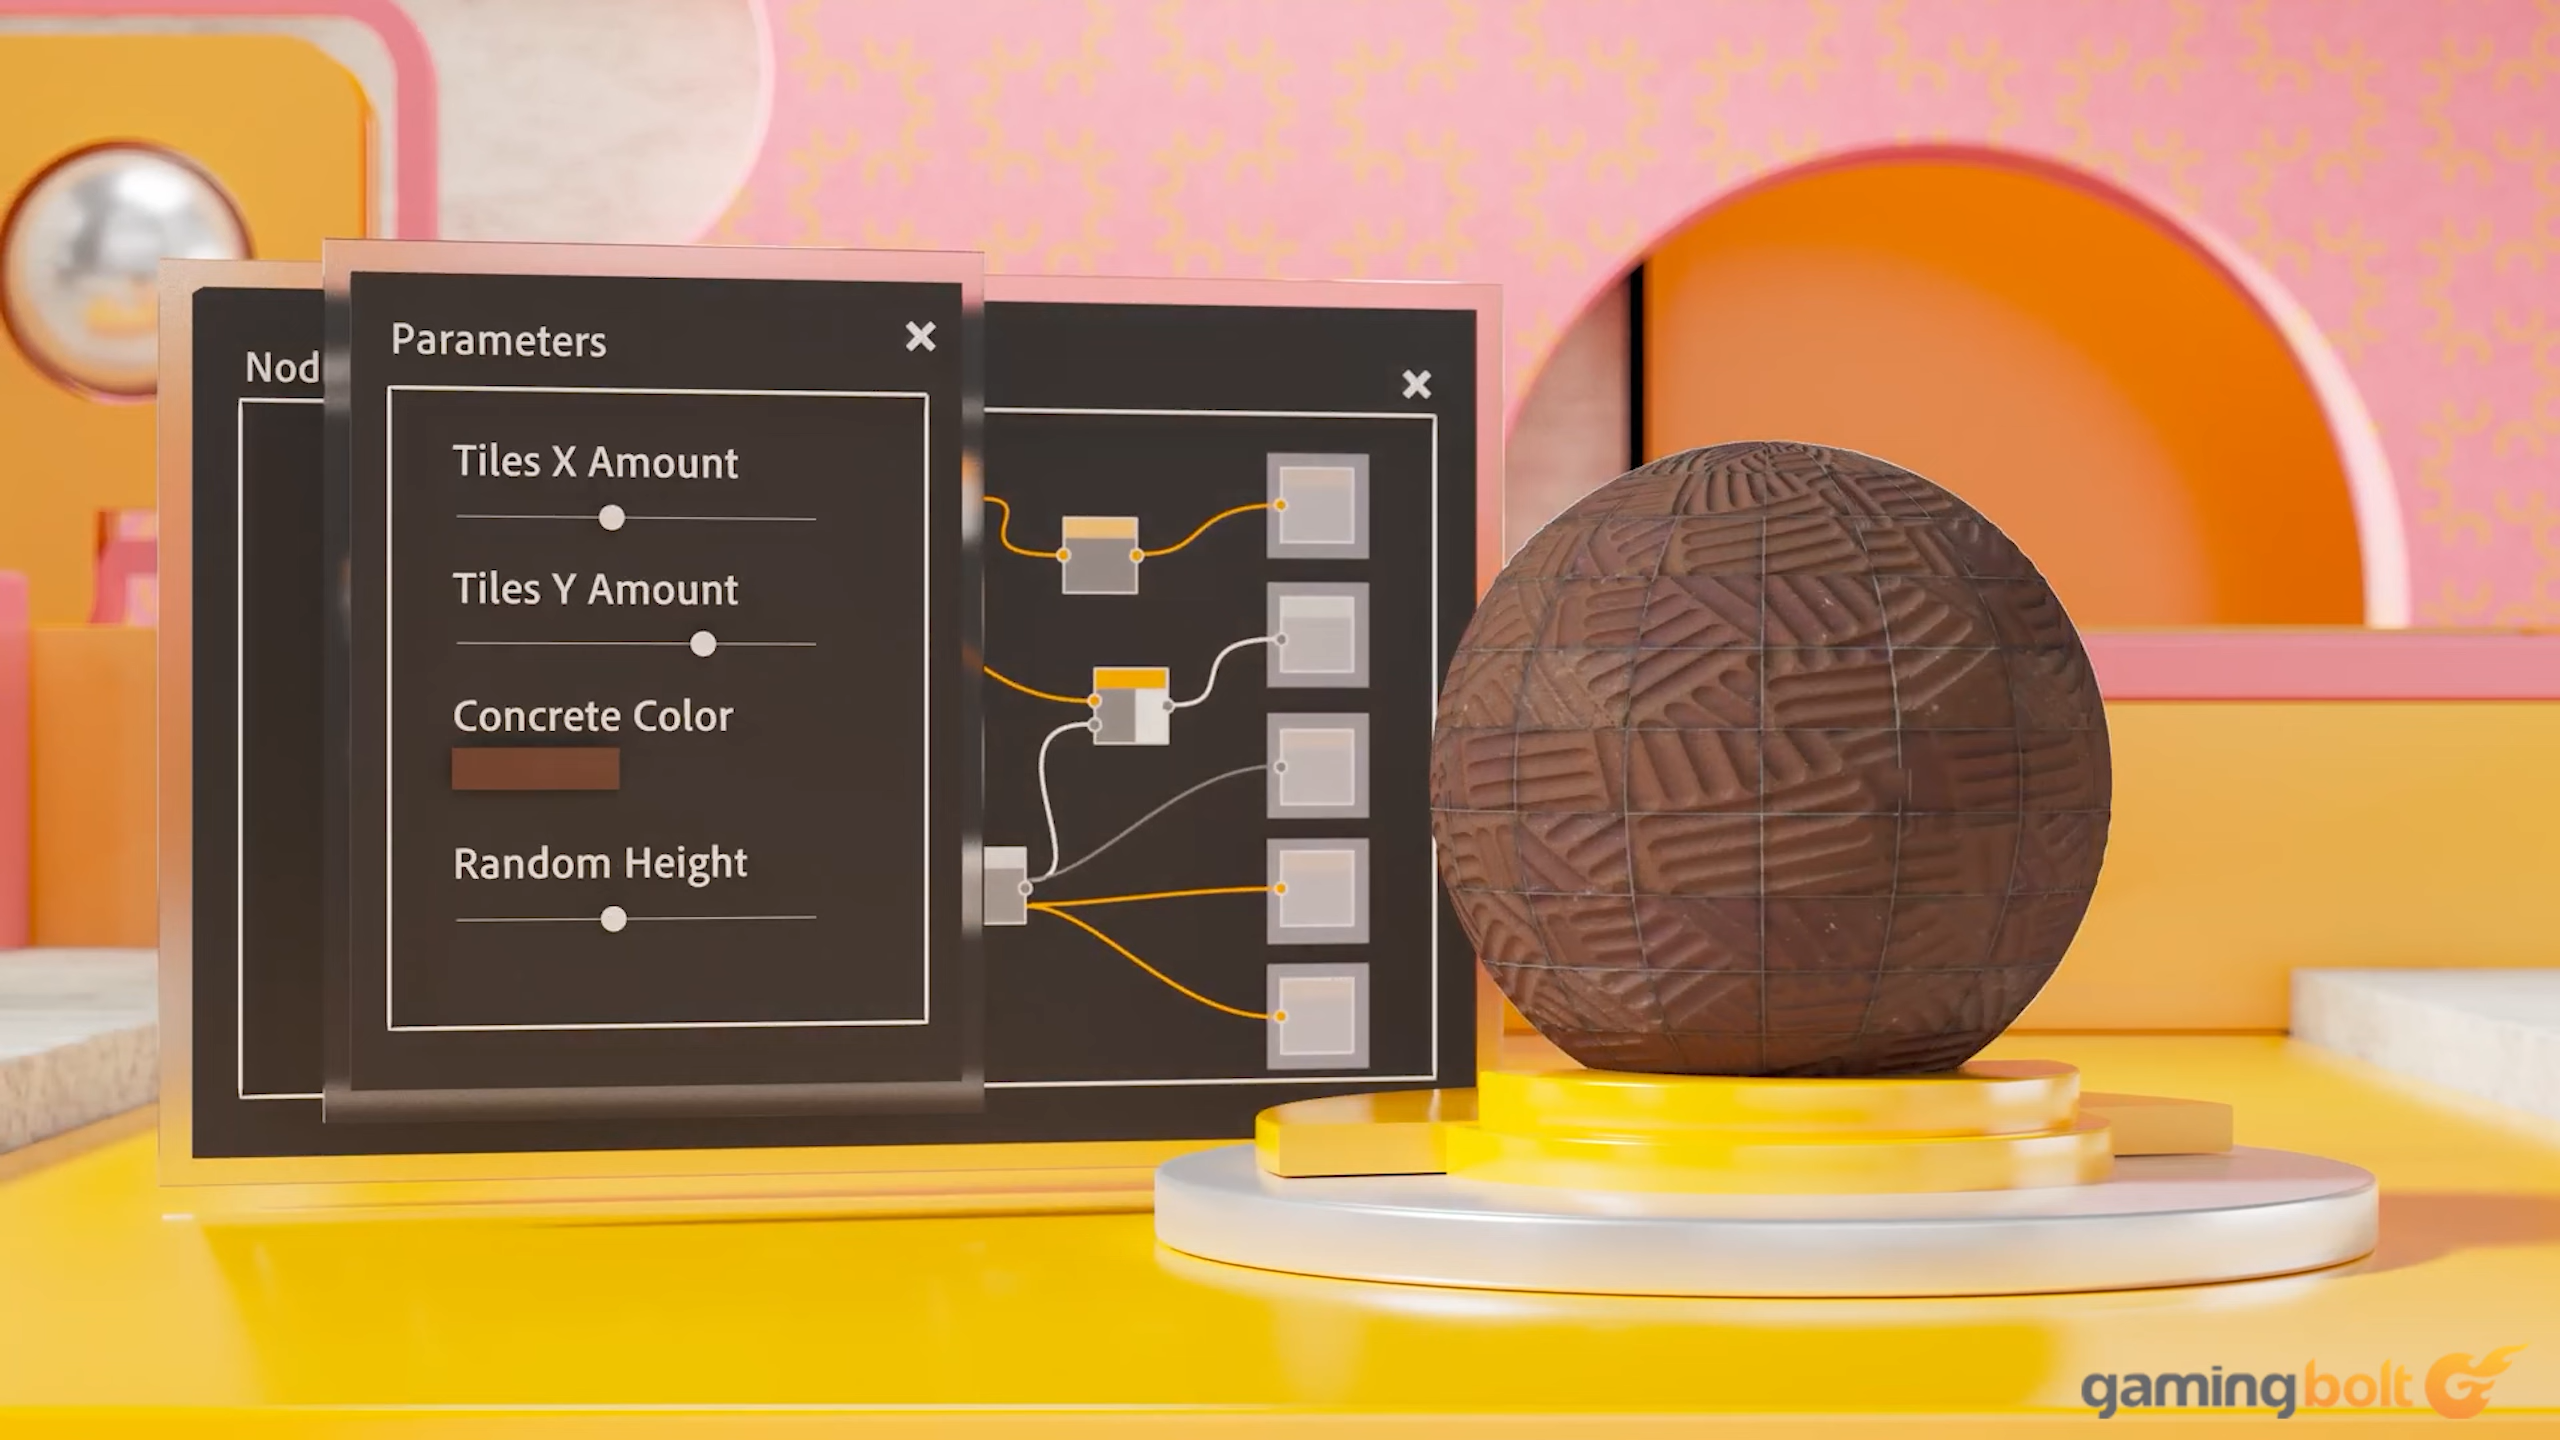 Parameters
Nod
Tiles X Amount
Tiles Y Amount
Concrete Color
Random Height
gamingbolt